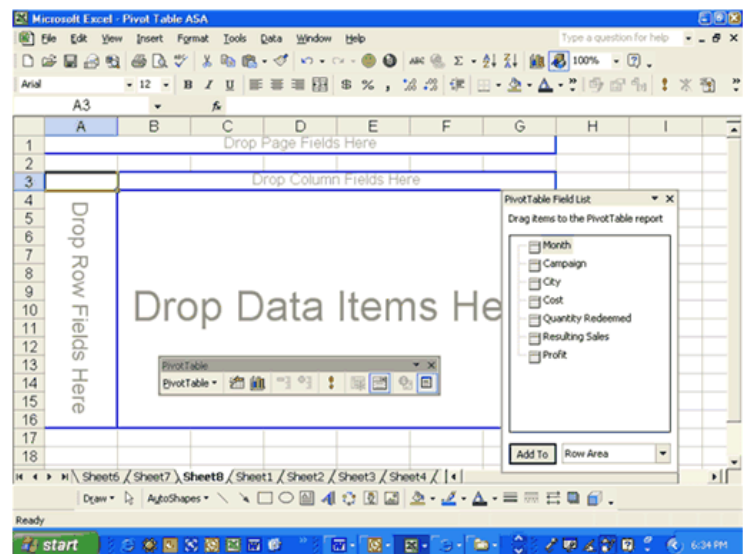 Microsoft Excel - Pivot Table ASA
File Edit View Insert Format Tools Data Window Help Type a question for help
ABC Σ 100%
Arial 12 B I U $ % ,
A3 fx
A B C D E F G H I
1 Drop Page Fields Here
2
3 Drop Column Fields Here
4
5
6
7
8
9
10
11
12
13
14
15
16
17
18
Drop Row Fields Here
Drop Data Items He
PivotTable Field List
Drag items to the PivotTable report
Month
Campaign
City
Cost
Quantity Redeemed
Resulting Sales
Profit
Add To Row Area
PivotTable
PivotTable
Sheet6 Sheet7 Sheet8 Sheet1 Sheet2 Sheet3 Sheet4
Draw AutoShapes
Ready
start 6:34 PM